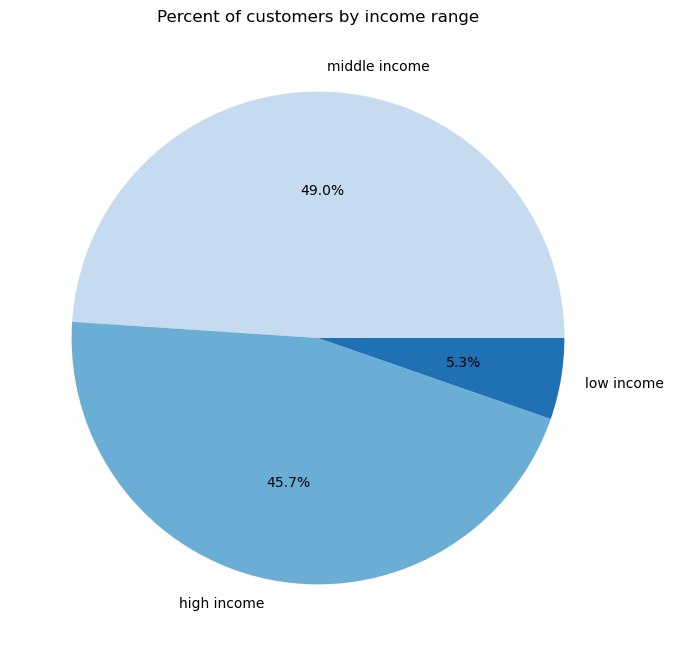 Percent of customers by income range
middle income
49.0%
5.3%
low income
45.7%
high income